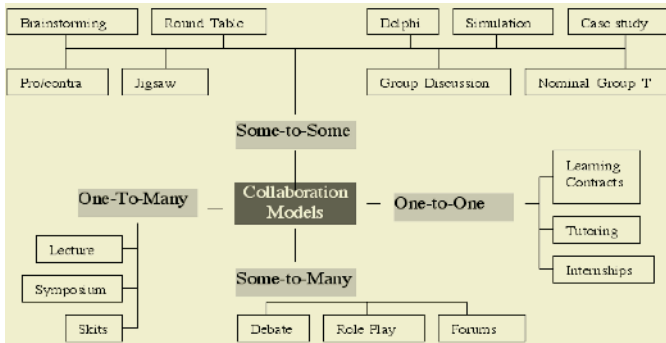 Brainstorming
Round Table
Delphi
Simulation
Case study
Pro/contra
Jigsaw
Group Discussion
Nominal Group T
Some-to-Some
One-To-Many
Collaboration
Models
One-to-One
Learning
Contracts
Tutoring
Internships
Lecture
Symposium
Skits
Some-to-Many
Debate
Role Play
Forums